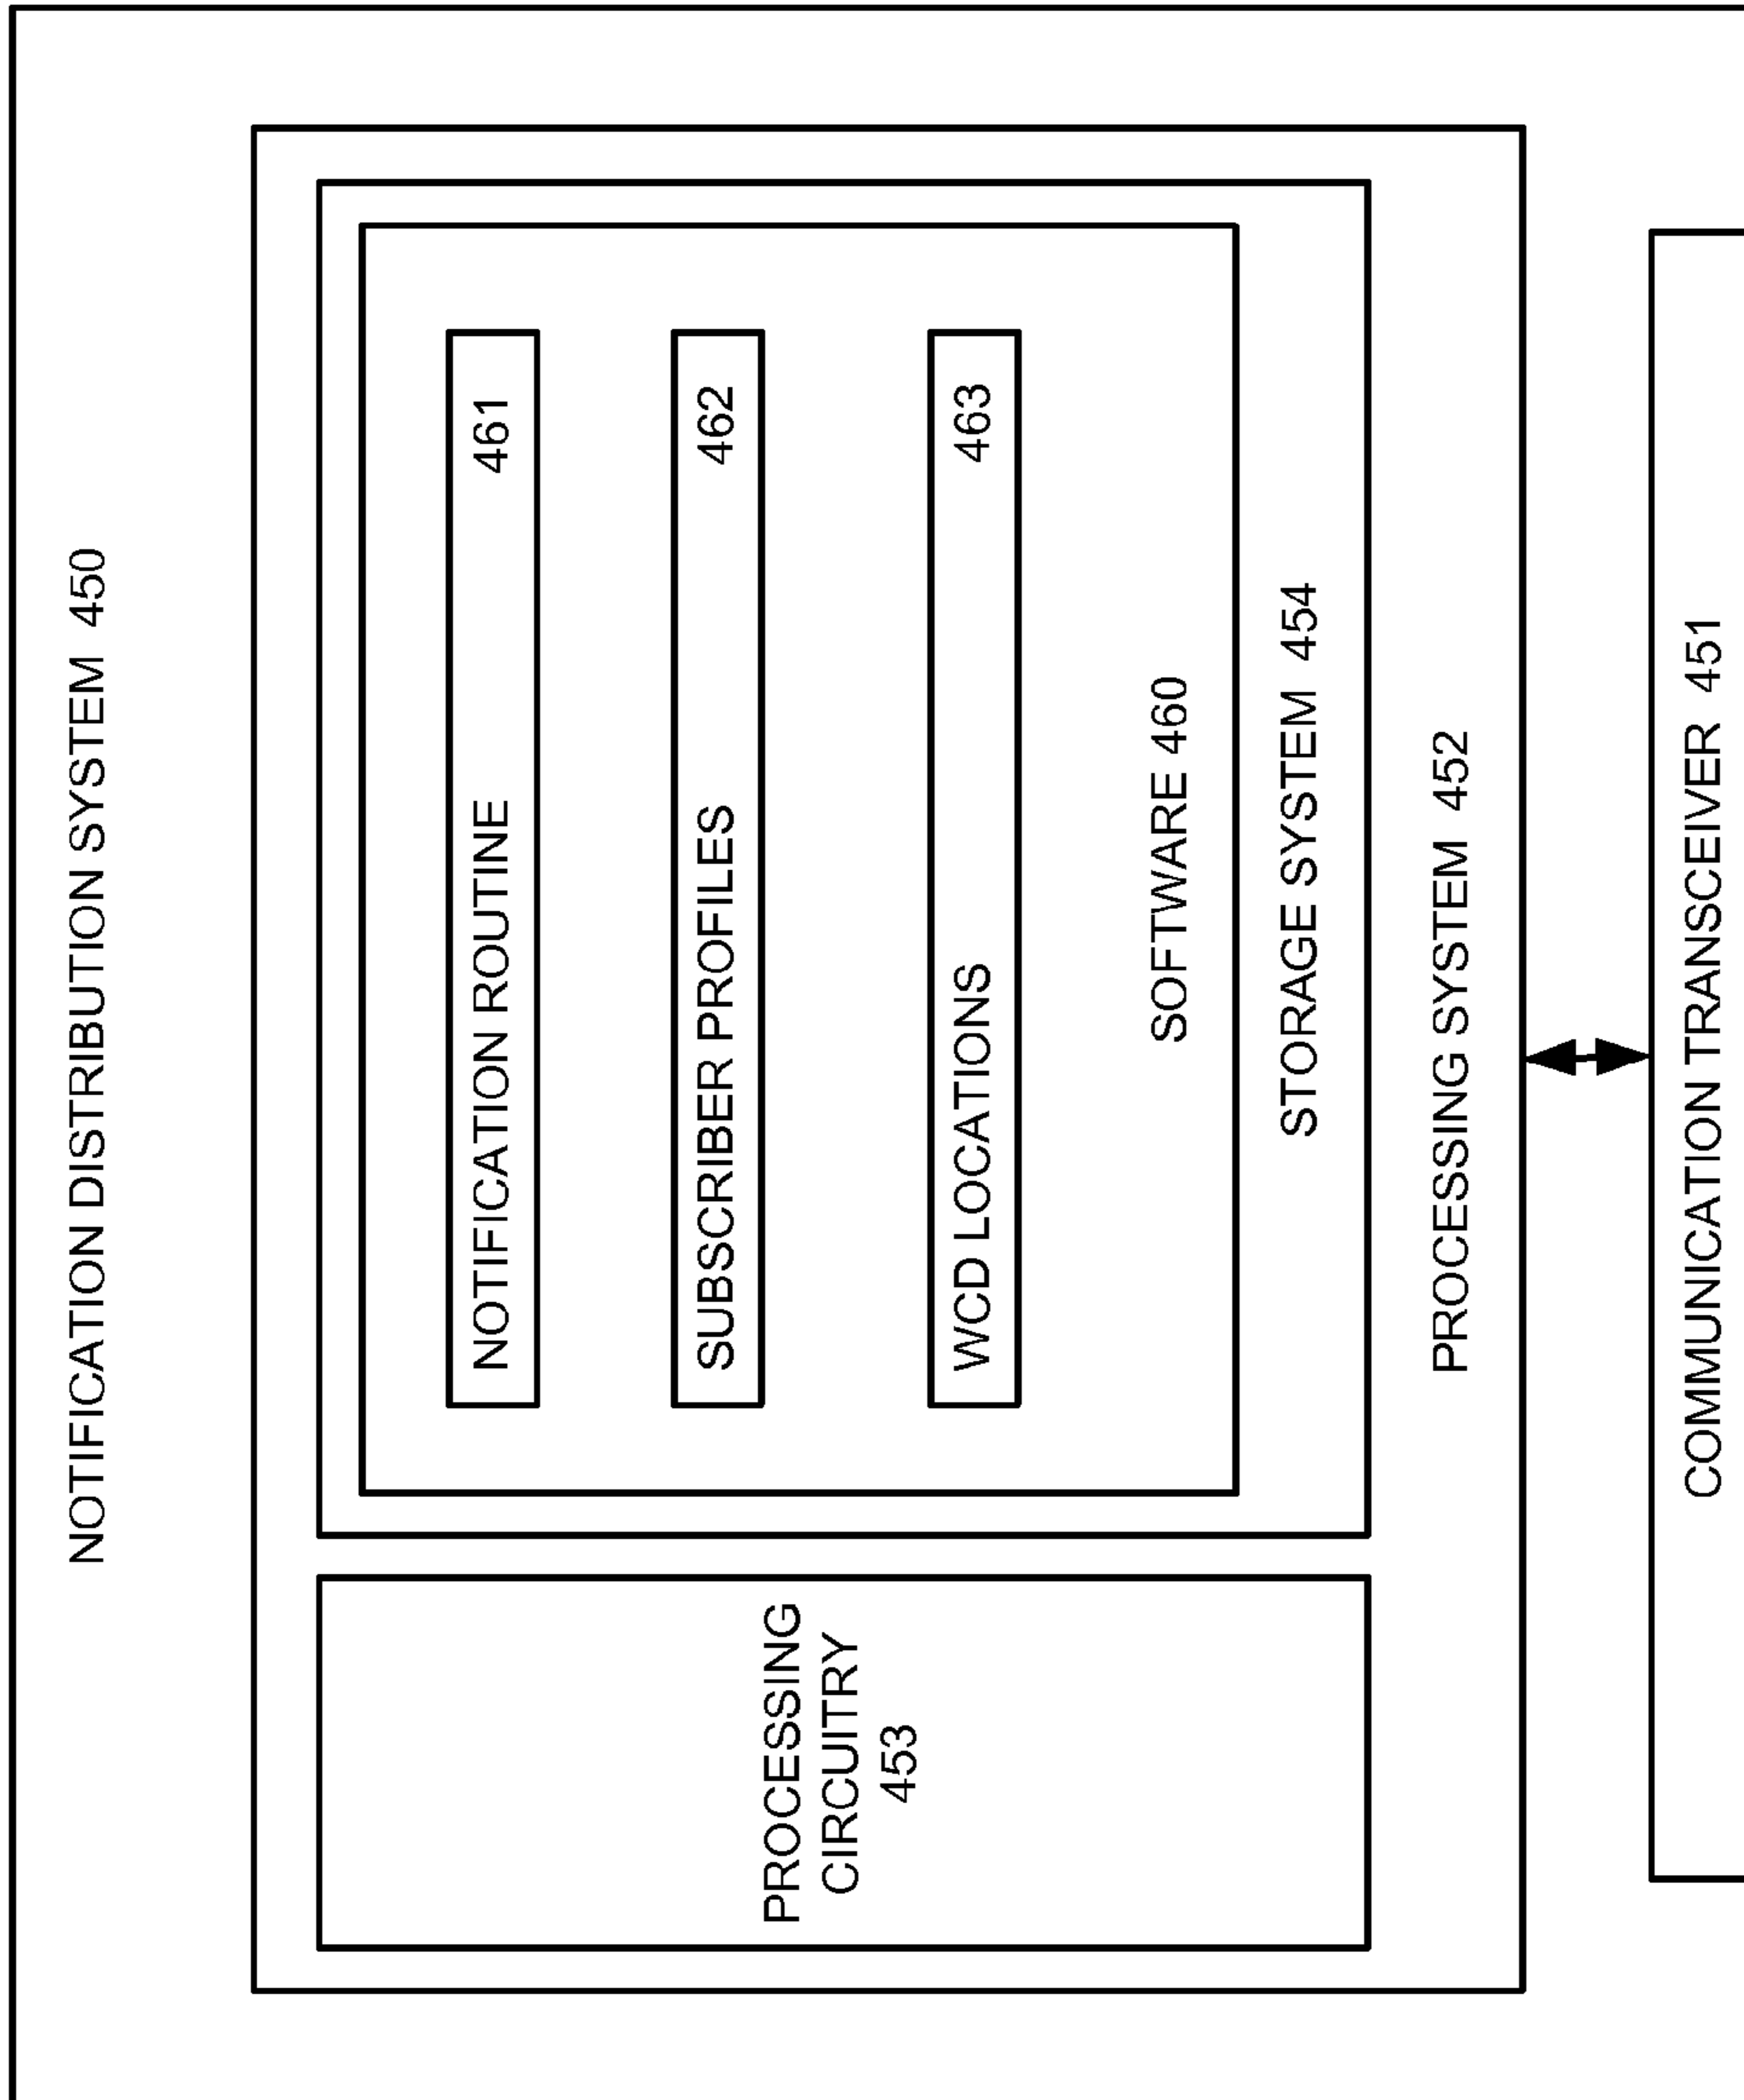 NOTIFICATION DISTRIBUTION SYSTEM 450
PROCESSING
CIRCUITRY
453
NOTIFICATION ROUTINE 461
SUBSCRIBER PROFILES 462
WCD LOCATIONS 463
SOFTWARE 460
STORAGE SYSTEM 454
PROCESSING SYSTEM 452
COMMUNICATION TRANSCEIVER 451